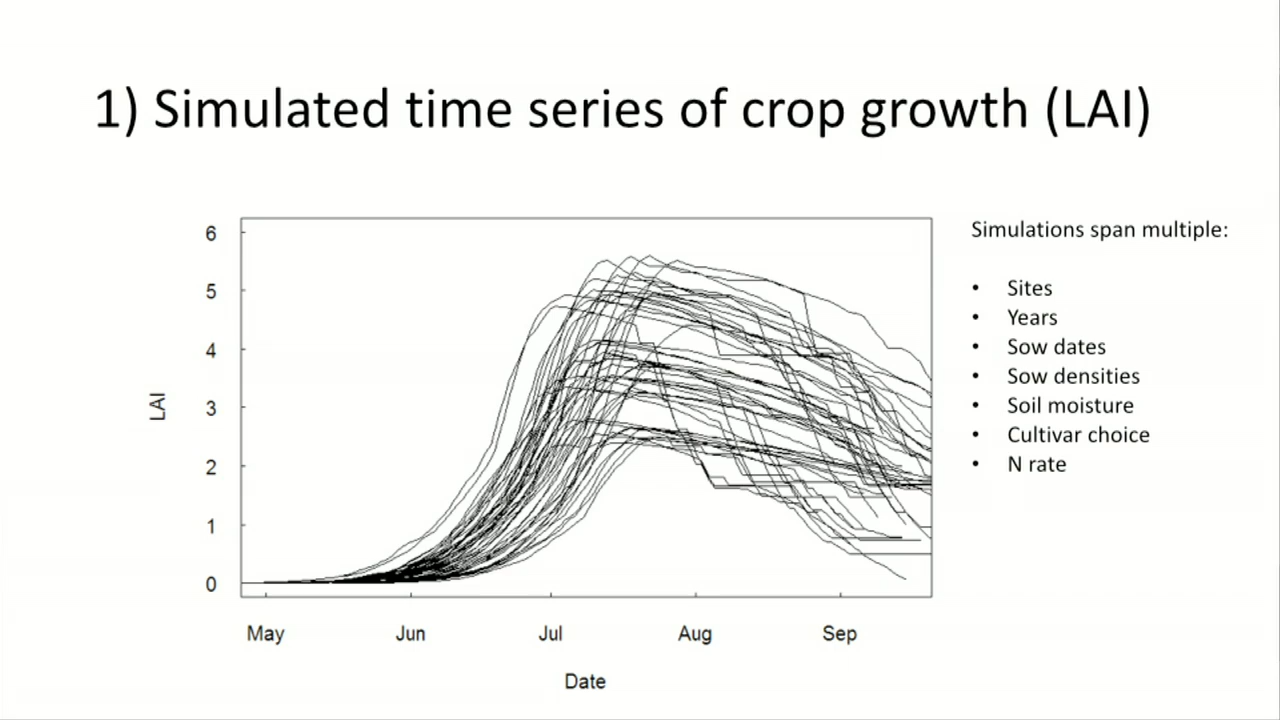 1) Simulated time series of crop growth (LAI)
6
5
4
3
2
1
0
LAI
May Jun Jul Aug Sep
Date
Simulations span multiple:
• Sites
• Years
• Sow dates
• Sow densities
• Soil moisture
• Cultivar choice
• N rate